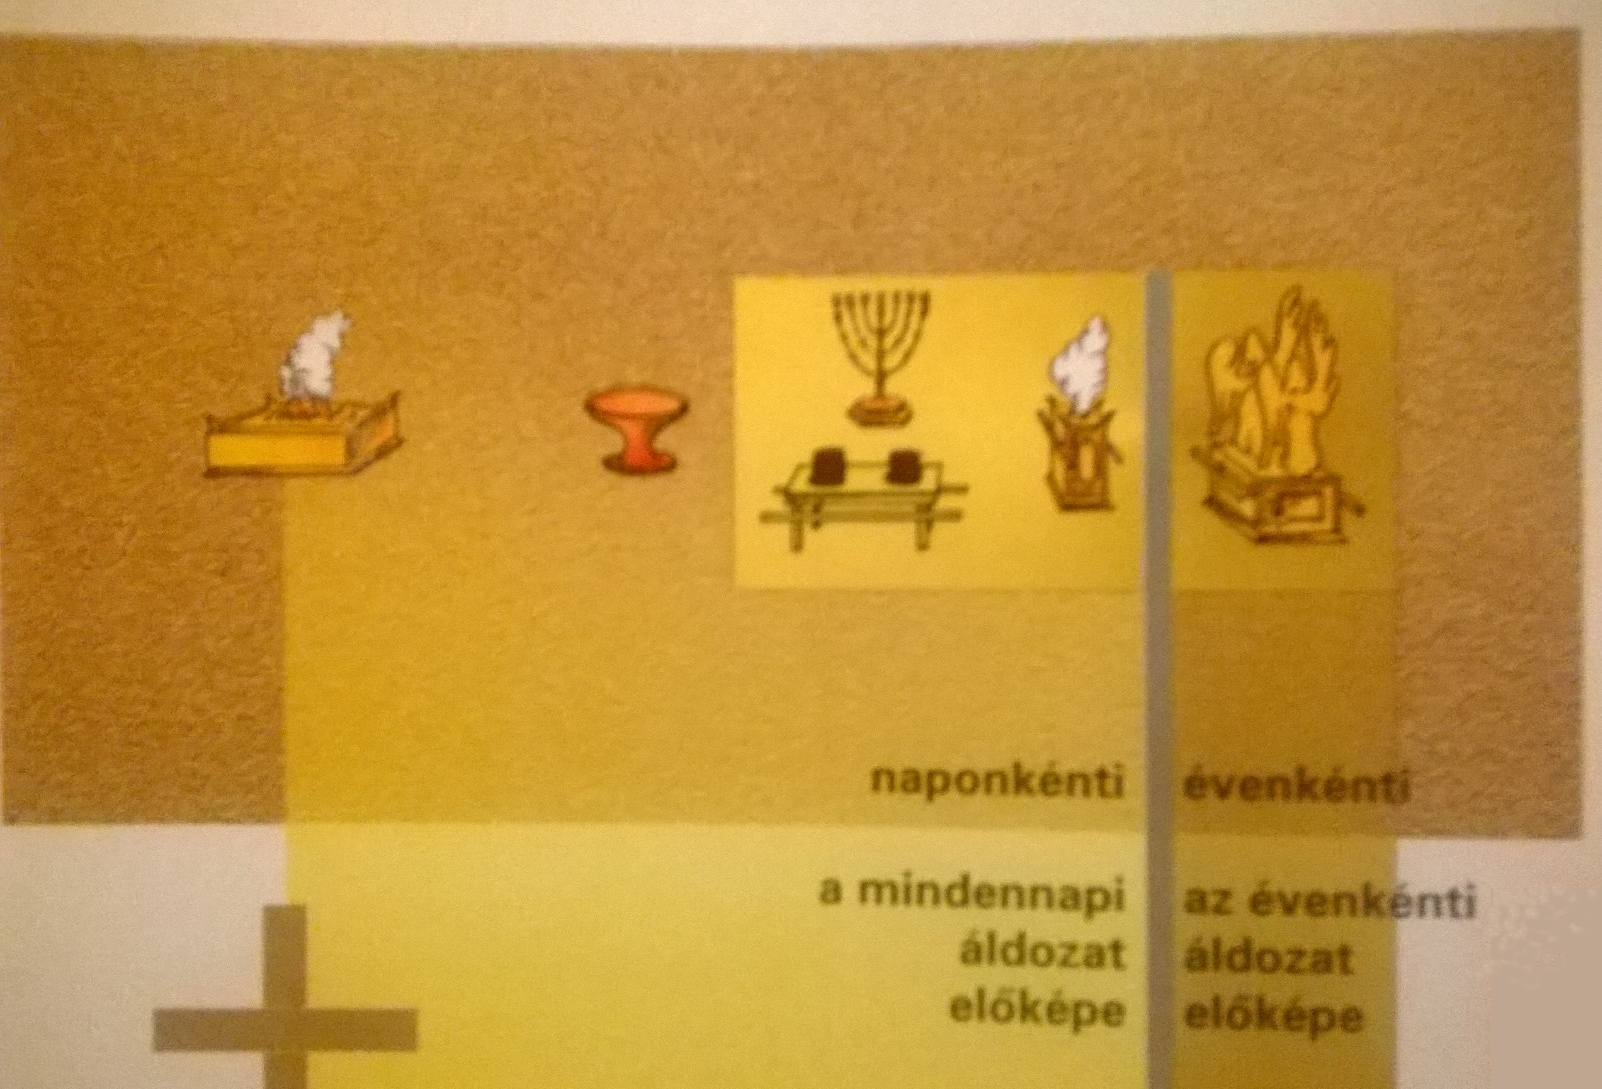 naponkénti évenkénti
a mindennapi az évenkénti
áldozat áldozat
előképe előképe